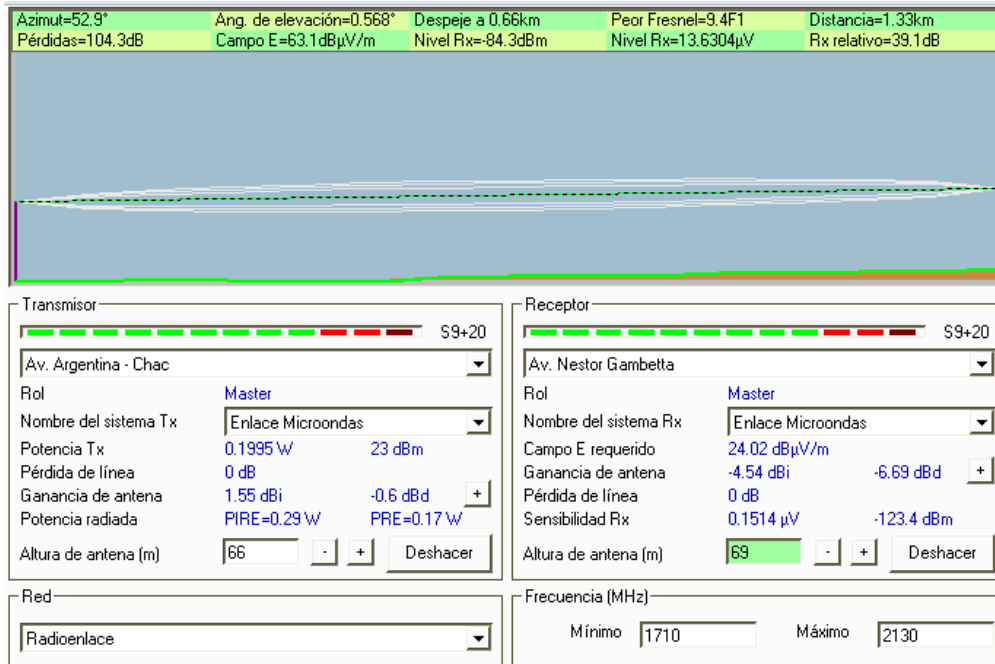 Azimut=52.9° Ang. de elevación=0.568° Despeje a 0.66km Peor Fresnel=9.4F1 Distancia=1.33km
Pérdidas=104.3dB Campo E=63.1dBµV/m Nivel Rx=-84.3dBm Nivel Rx=13.6304µV Rx relativo=39.1dB
Transmisor
S9+20
Av. Argentina - Chac
Rol Master
Nombre del sistema Tx Enlace Microondas
Potencia Tx 0.1995 W 23 dBm
Pérdida de línea 0 dB
Ganancia de antena 1.55 dBi -0.6 dBd +
Potencia radiada PIRE=0.29 W PRE=0.17 W
Altura de antena (m) 66 - + Deshacer
Receptor
S9+20
Av. Nestor Gambetta
Rol Master
Nombre del sistema Rx Enlace Microondas
Campo E requerido 24.02 dBµV/m
Ganancia de antena -4.54 dBi -6.69 dBd +
Pérdida de línea 0 dB
Sensibilidad Rx 0.1514 µV -123.4 dBm
Altura de antena (m) 69 - + Deshacer
Red
Radioenlace
Frecuencia (MHz)
Mínimo 1710 Máximo 2130